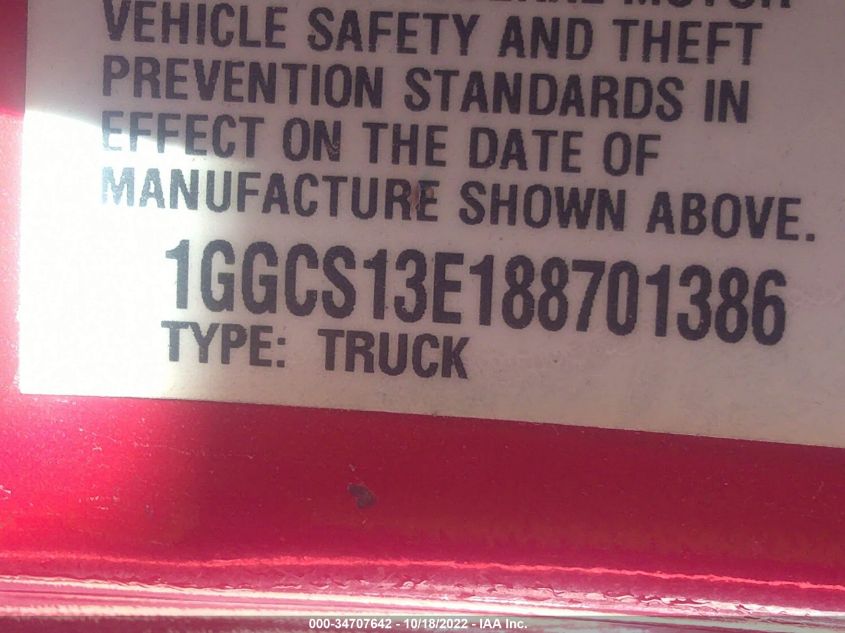 VEHICLE SAFETY AND THEFT
PREVENTION STANDARDS IN
EFFECT ON THE DATE OF
MANUFACTURE SHOWN ABOVE.
1GGCS13E188701386
TYPE: TRUCK
000-34707642 - 10/18/2022 - IAA Inc.